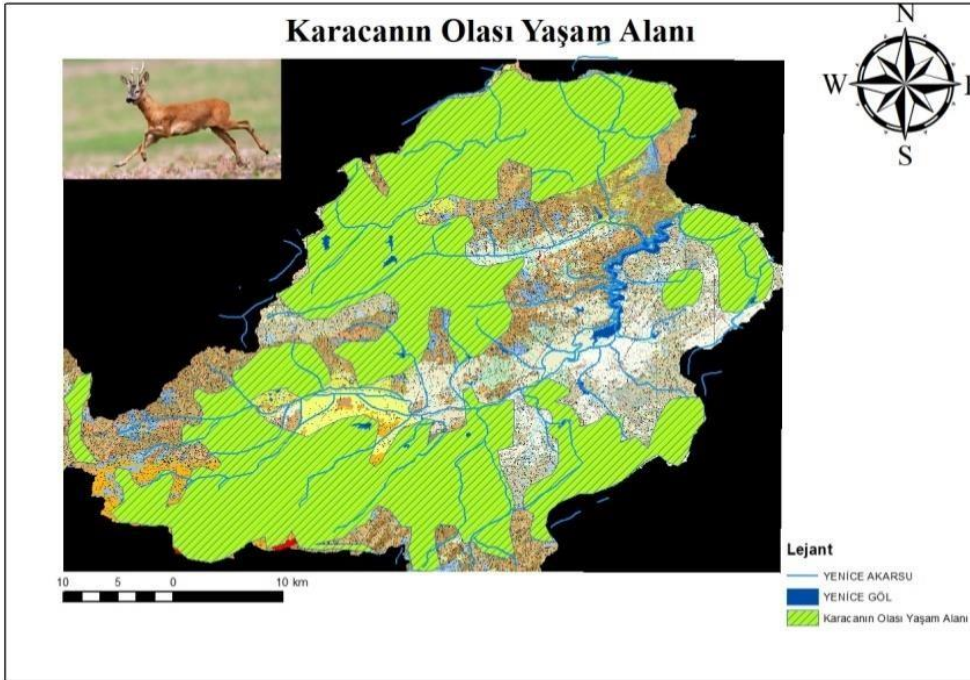 Karacanın Olası Yaşam Alanı
N
W
E
S
10 5 0 10 km
Lejant
YENİCE AKARSU
YENİCE GÖL
Karacanın Olası Yaşam Alanı